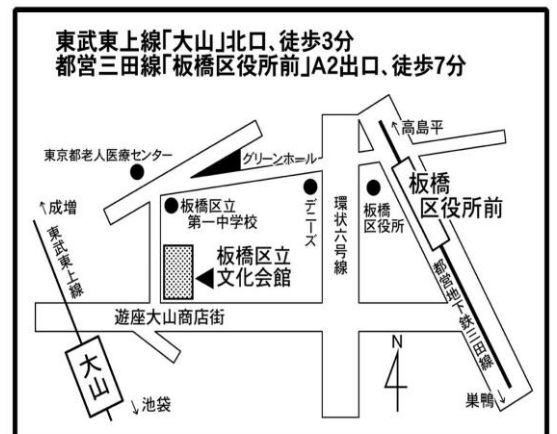 東武東上線「大山」北口、徒歩3分
都営三田線「板橋区役所前」A2出口、徒歩7分
↖高島平
東京都老人医療センター
グリーンホール
板橋
区役所前
↖成増
東武東上線
板橋区立
第一中学校
デニーズ
環状六号線
板橋
区役所
板橋区立
文化会館
都営地下鉄三田線
遊座大山商店街
大山
N
↘池袋
巣鴨↘